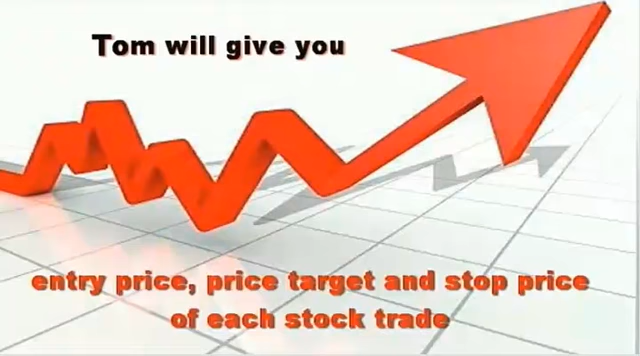 Tom will give you
entry price, price target and stop price
of each stock trade